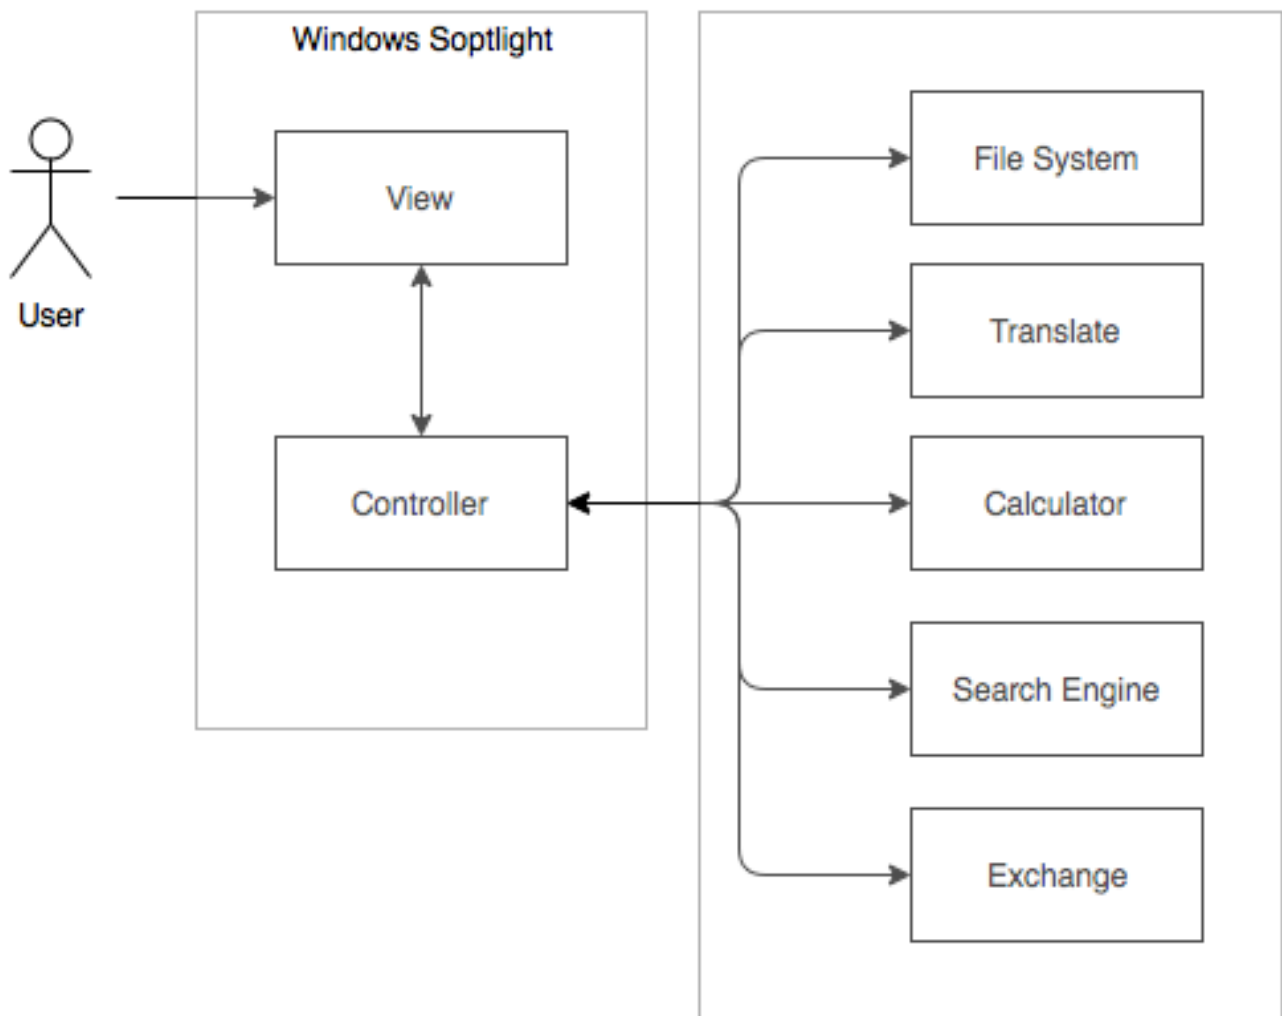 Windows Soptlight
View
User
Controller
File System
Translate
Calculator
Search Engine
Exchange